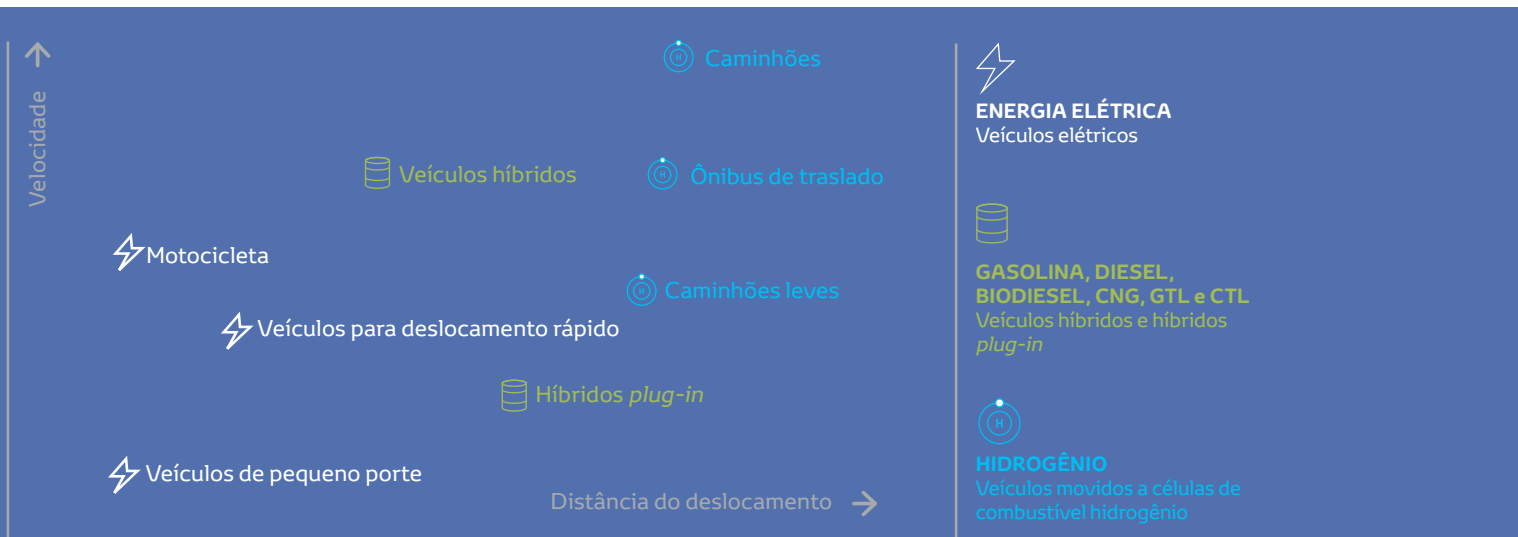 Velocidade
Caminhões
Veículos híbridos
Ônibus de traslado
Motocicleta
Caminhões leves
Veículos para deslocamento rápido
Híbridos plug-in
Veículos de pequeno porte
Distância do deslocamento
ENERGIA ELÉTRICA
Veículos elétricos
GASOLINA, DIESEL,
BIODIESEL, CNG, GTL e CTL
Veículos híbridos e híbridos
plug-in
H
HIDROGÊNIO
Veículos movidos a células de
combustível hidrogênio